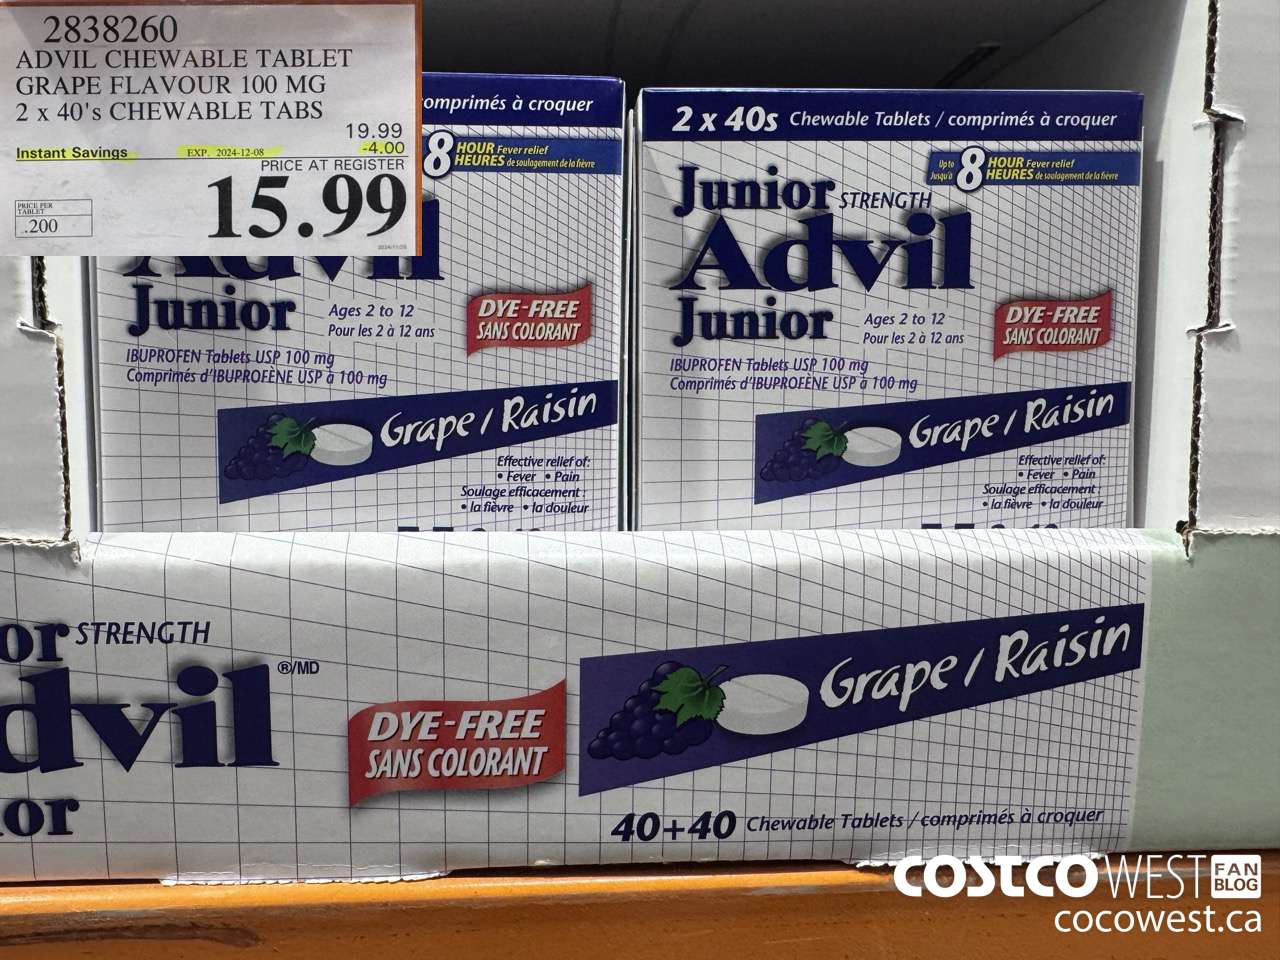 2838260
ADVIL CHEWABLE TABLET
GRAPE FLAVOUR 100 MG
2 x 40's CHEWABLE TABS
19.99
Instant Savings EXP. 2024-12-08 -4.00
PRICE AT REGISTER
15.99
PRICE PER
TABLET
.200
omprimés à croquer
8 HOUR Fever relief
HEURES de soulagement de la fièvre
Advil
Junior
Ages 2 to 12
Pour les 2 à 12 ans
DYE-FREE
SANS COLORANT
IBUPROFEN Tablets USP 100 mg
Comprimés d'IBUPROFÈNE USP à 100 mg
Grape / Raisin
Effective relief of:
• Fever • Pain
Soulage efficacement :
• la fièvre • la douleur
2 x 40s Chewable Tablets / comprimés à croquer
Up to 8 HOUR Fever relief
Jusqu'à HEURES de soulagement de la fièvre
Junior STRENGTH
Advil
Junior
Ages 2 to 12
Pour les 2 à 12 ans
DYE-FREE
SANS COLORANT
IBUPROFEN Tablets USP 100 mg
Comprimés d'IBUPROFÈNE USP à 100 mg
Grape / Raisin
Effective relief of:
• Fever • Pain
Soulage efficacement :
• la fièvre • la douleur
or STRENGTH
dvil ®/MD
or
DYE-FREE
SANS COLORANT
Grape / Raisin
40+40 Chewable Tablets / comprimés à croquer
COSTCO WEST FAN BLOG
cocowest.ca